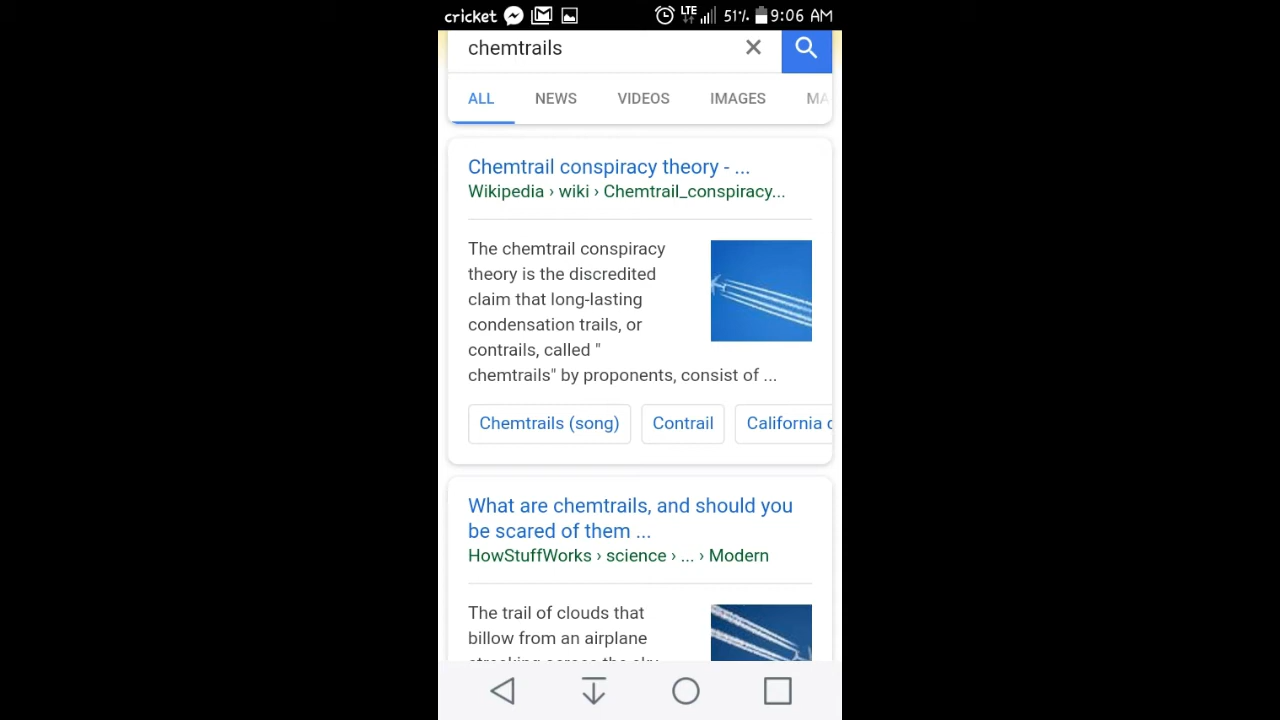 cricket LTE 51% 9:06 AM
chemtrails
ALL NEWS VIDEOS IMAGES MA
Chemtrail conspiracy theory - ...
Wikipedia › wiki › Chemtrail_conspiracy...
The chemtrail conspiracy
theory is the discredited
claim that long-lasting
condensation trails, or
contrails, called "
chemtrails" by proponents, consist of ...
Chemtrails (song) Contrail California c
What are chemtrails, and should you
be scared of them ...
HowStuffWorks › science › ... › Modern
The trail of clouds that
billow from an airplane